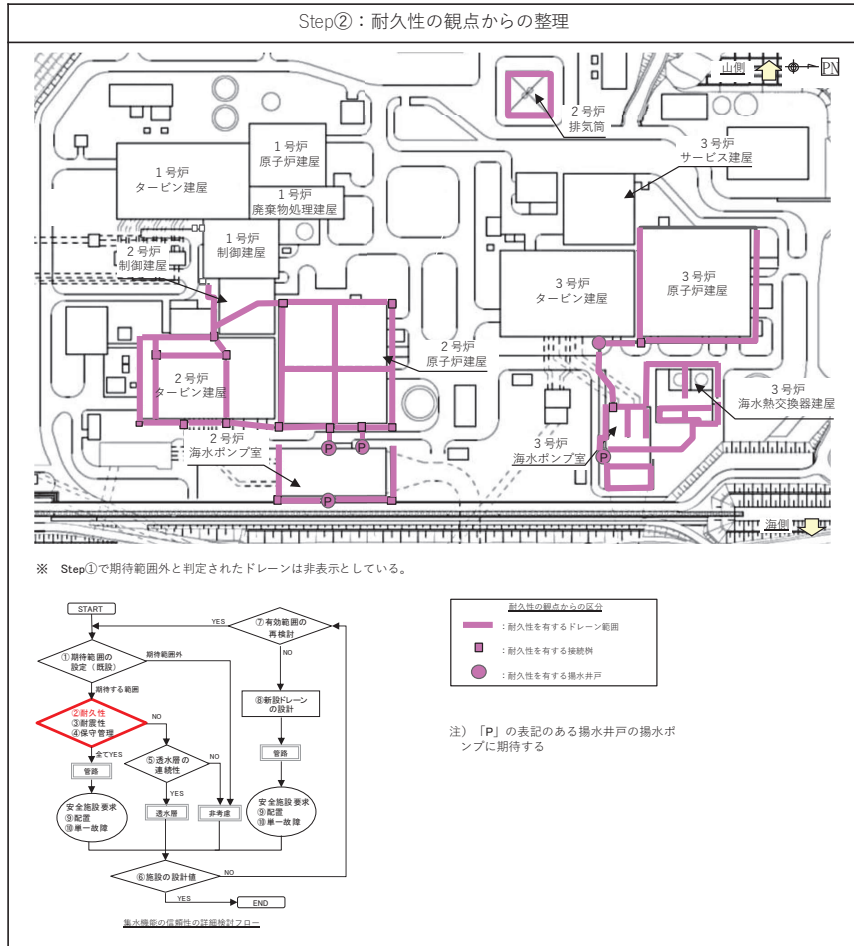 Step②：耐久性の観点からの整理
山側
PN
2号炉
排気筒
1号炉
原子炉建屋
3号炉
サービス建屋
1号炉
タービン建屋
1号炉
廃棄物処理建屋
1号炉
制御建屋
2号炉
制御建屋
3号炉
タービン建屋
3号炉
原子炉建屋
2号炉
原子炉建屋
2号炉
タービン建屋
3号炉
海水熱交換器建屋
2号炉
海水ポンプ室
3号炉
海水ポンプ室
P
P
P
P
海側
※　Step①で期待範囲外と判定されたドレーンは非表示としている。
START
YES
⑦有効範囲の
再検討
①期待範囲の
設定（既設）
期待範囲外
NO
期待する範囲
⑧新設ドレーン
の設計
②耐久性
③耐震性
④保守管理
NO
全てYES
⑤透水層の
連続性
NO
管路
管路
YES
安全施設要求
⑨配置
⑩単一故障
透水層
非考慮
安全施設要求
⑨配置
⑩単一故障
⑥施設の設計値
NO
YES
END
集水機能の信頼性の詳細検討フロー
耐久性の観点からの区分
：耐久性を有するドレーン範囲
：耐久性を有する接続桝
：耐久性を有する揚水井戸
注）「P」の表記のある揚水井戸の揚水ポ
ンプに期待する